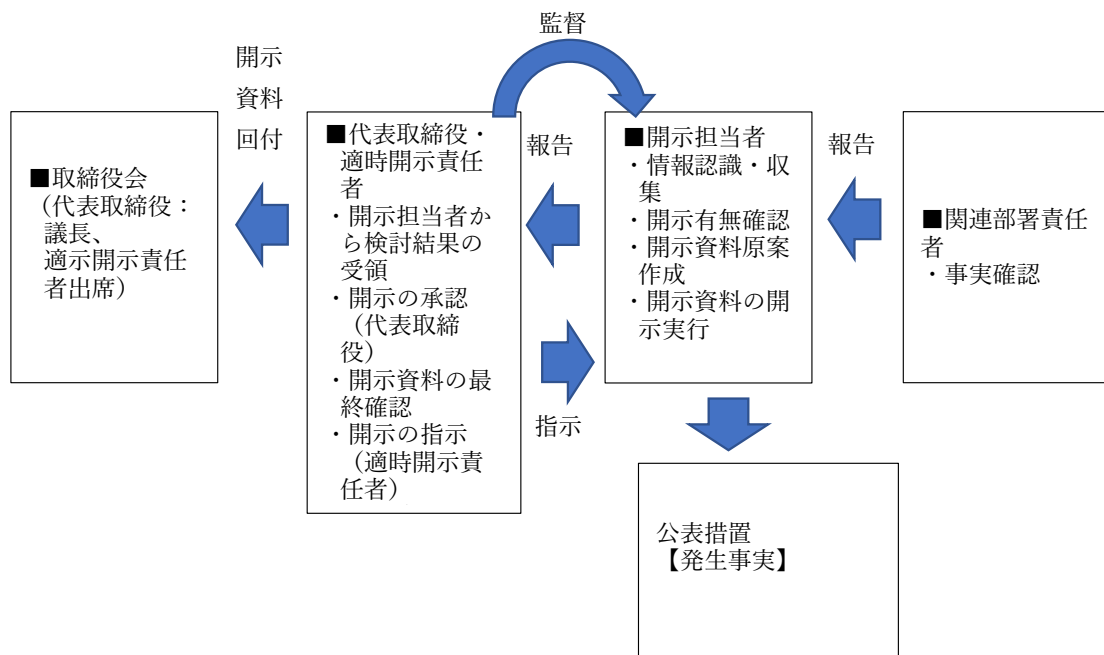 監督
開示
資料
回付
■取締役会
（代表取締役：
議長、
適示開示責任
者出席）
■代表取締役・
適時開示責任
者
・開示担当者か
ら検討結果の
受領
・開示の承認
（代表取締
役）
・開示資料の最
終確認
・開示の指示
（適時開示責
任者）
報告
指示
■開示担当者
・情報認識・収
集
・開示有無確認
・開示資料原案
作成
・開示資料の開
示実行
報告
■関連部署責任
者
・事実確認
公表措置
【発生事実】